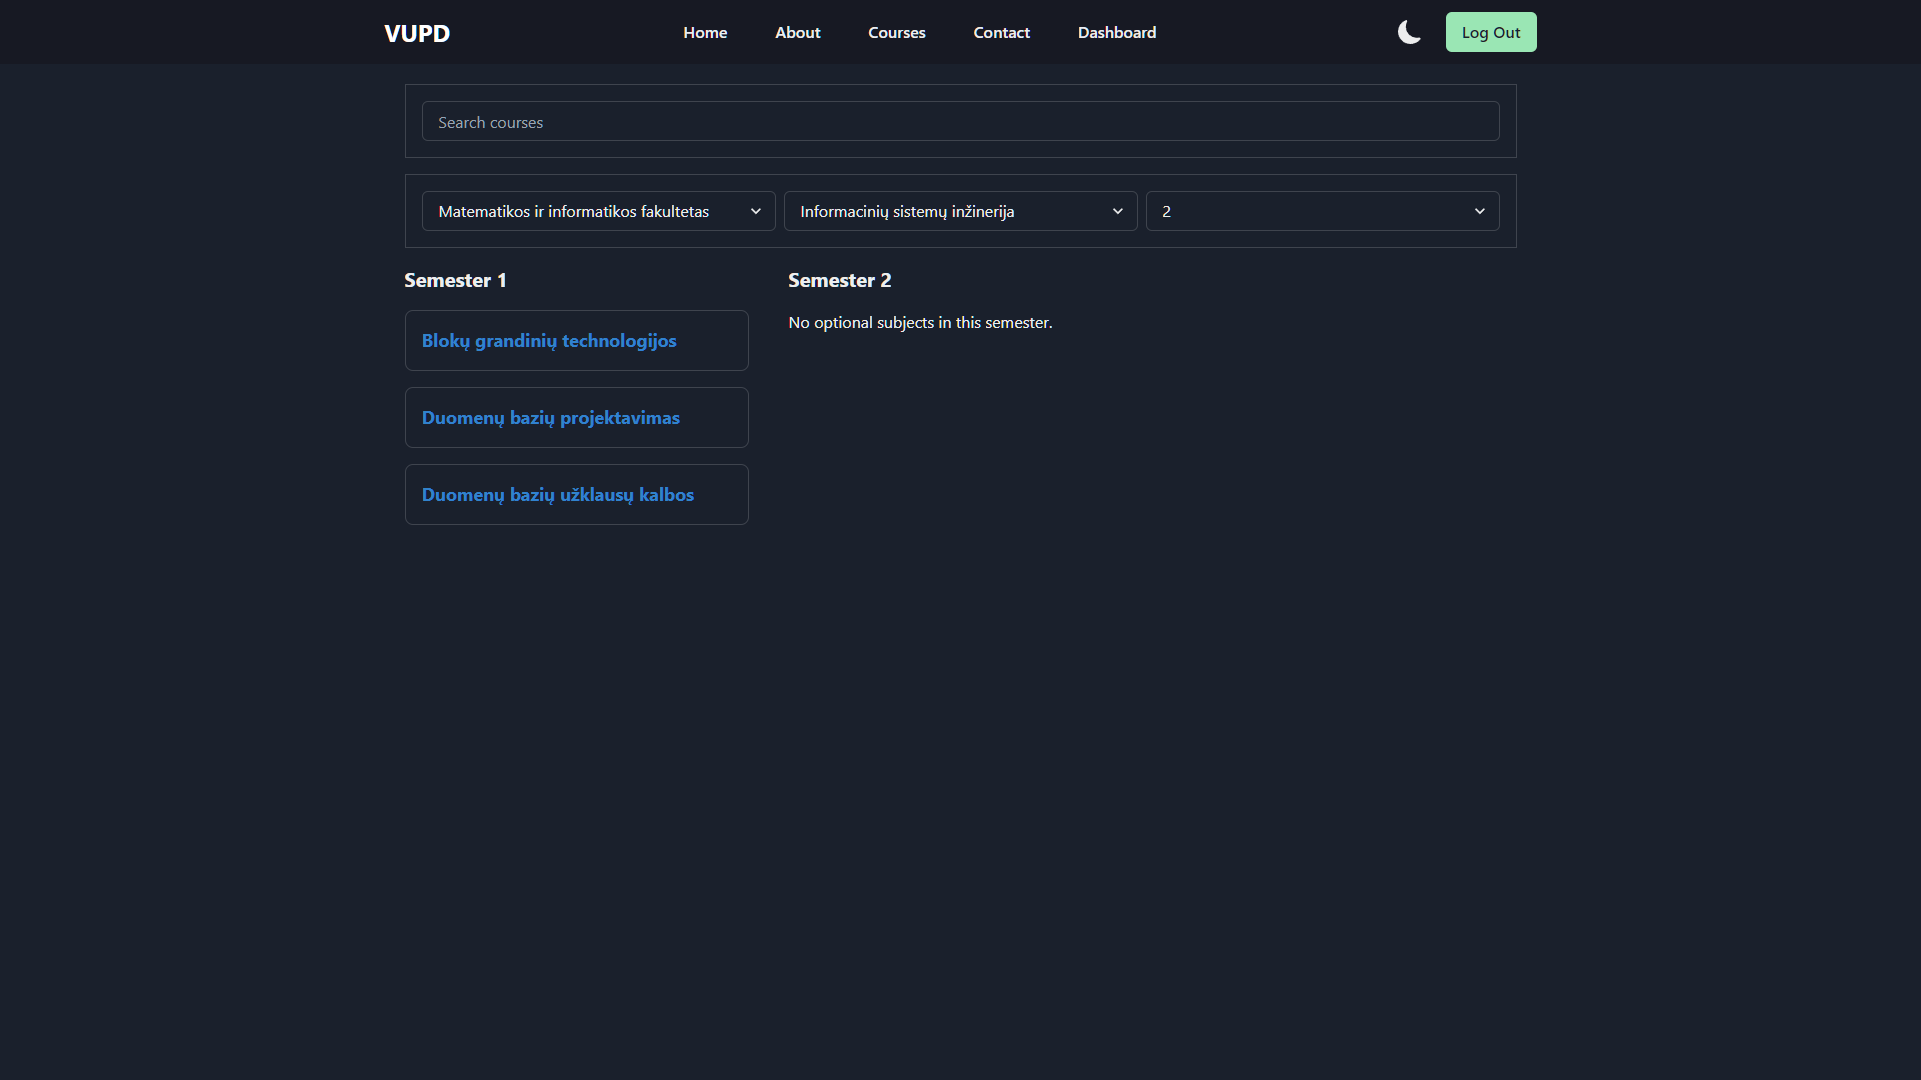 VUPD
Home
About
Courses
Contact
Dashboard
Log Out
Search courses
Matematikos ir informatikos fakultetas
Informacinių sistemų inžinerija
2
Semester 1
Blokų grandinių technologijos
Duomenų bazių projektavimas
Duomenų bazių užklausų kalbos
Semester 2
No optional subjects in this semester.